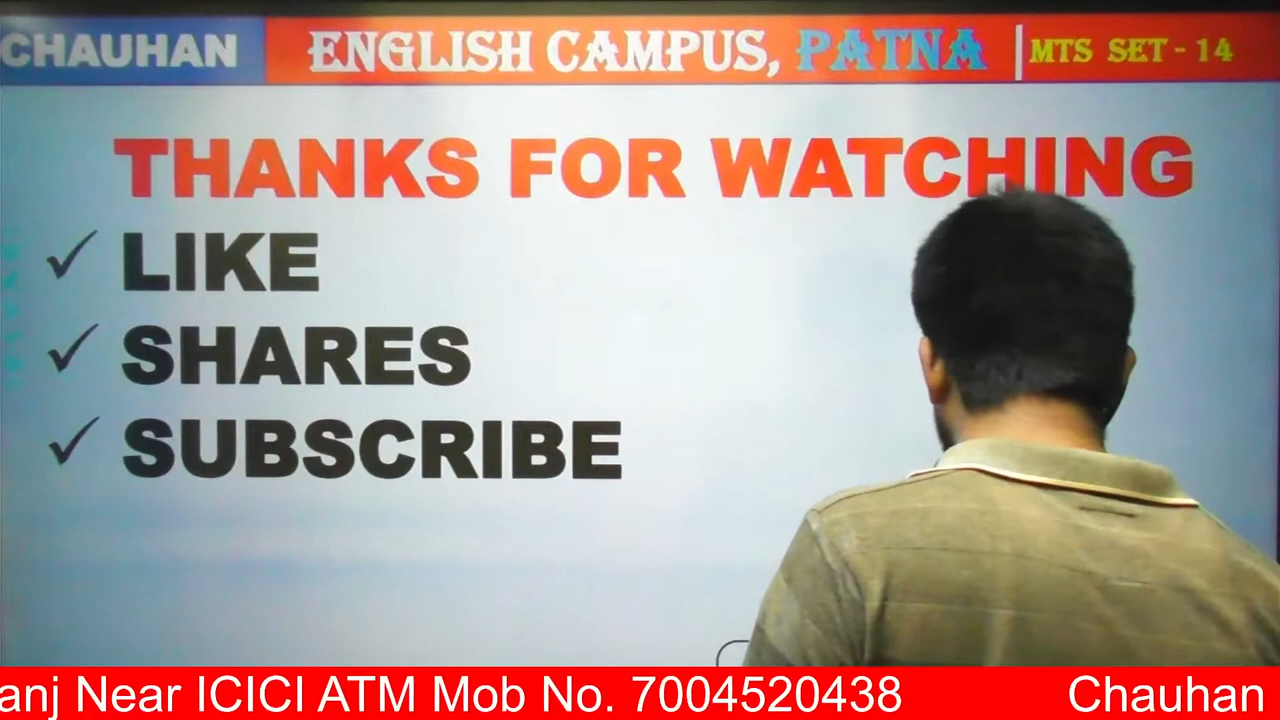 CHAUHAN ENGLISH CAMPUS, PATNA MTS SET - 14
THANKS FOR WATCHING
✓ LIKE
✓ SHARES
✓ SUBSCRIBE
anj Near ICICI ATM Mob No. 7004520438 Chauhan